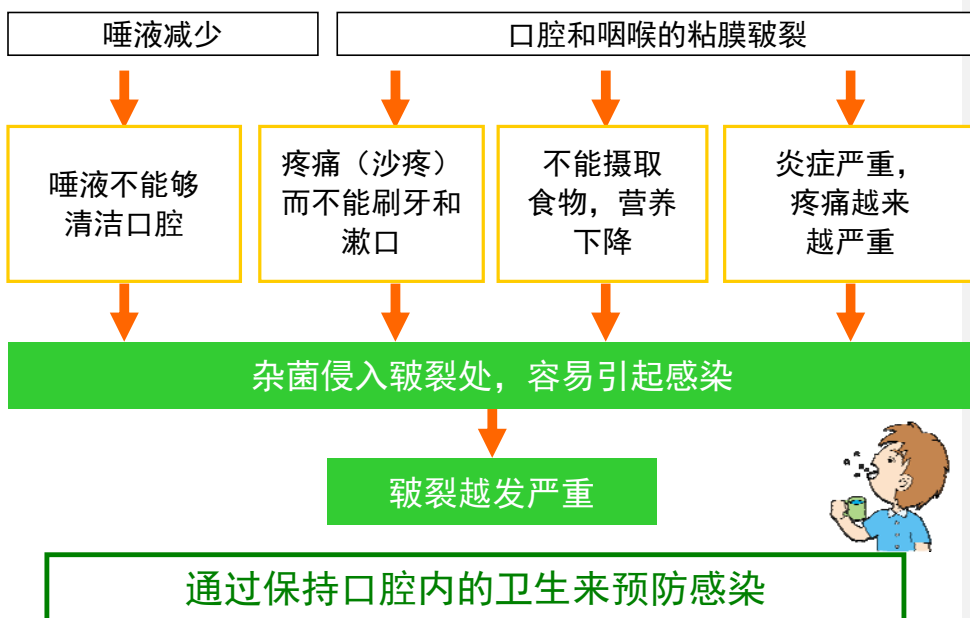 唾液减少
口腔和咽喉的粘膜皲裂
唾液不能够
清洁口腔
疼痛（沙疼）
而不能刷牙和
漱口
不能摄取
食物，营养
下降
炎症严重，
疼痛越来
越严重
杂菌侵入皲裂处，容易引起感染
皲裂越发严重
通过保持口腔内的卫生来预防感染